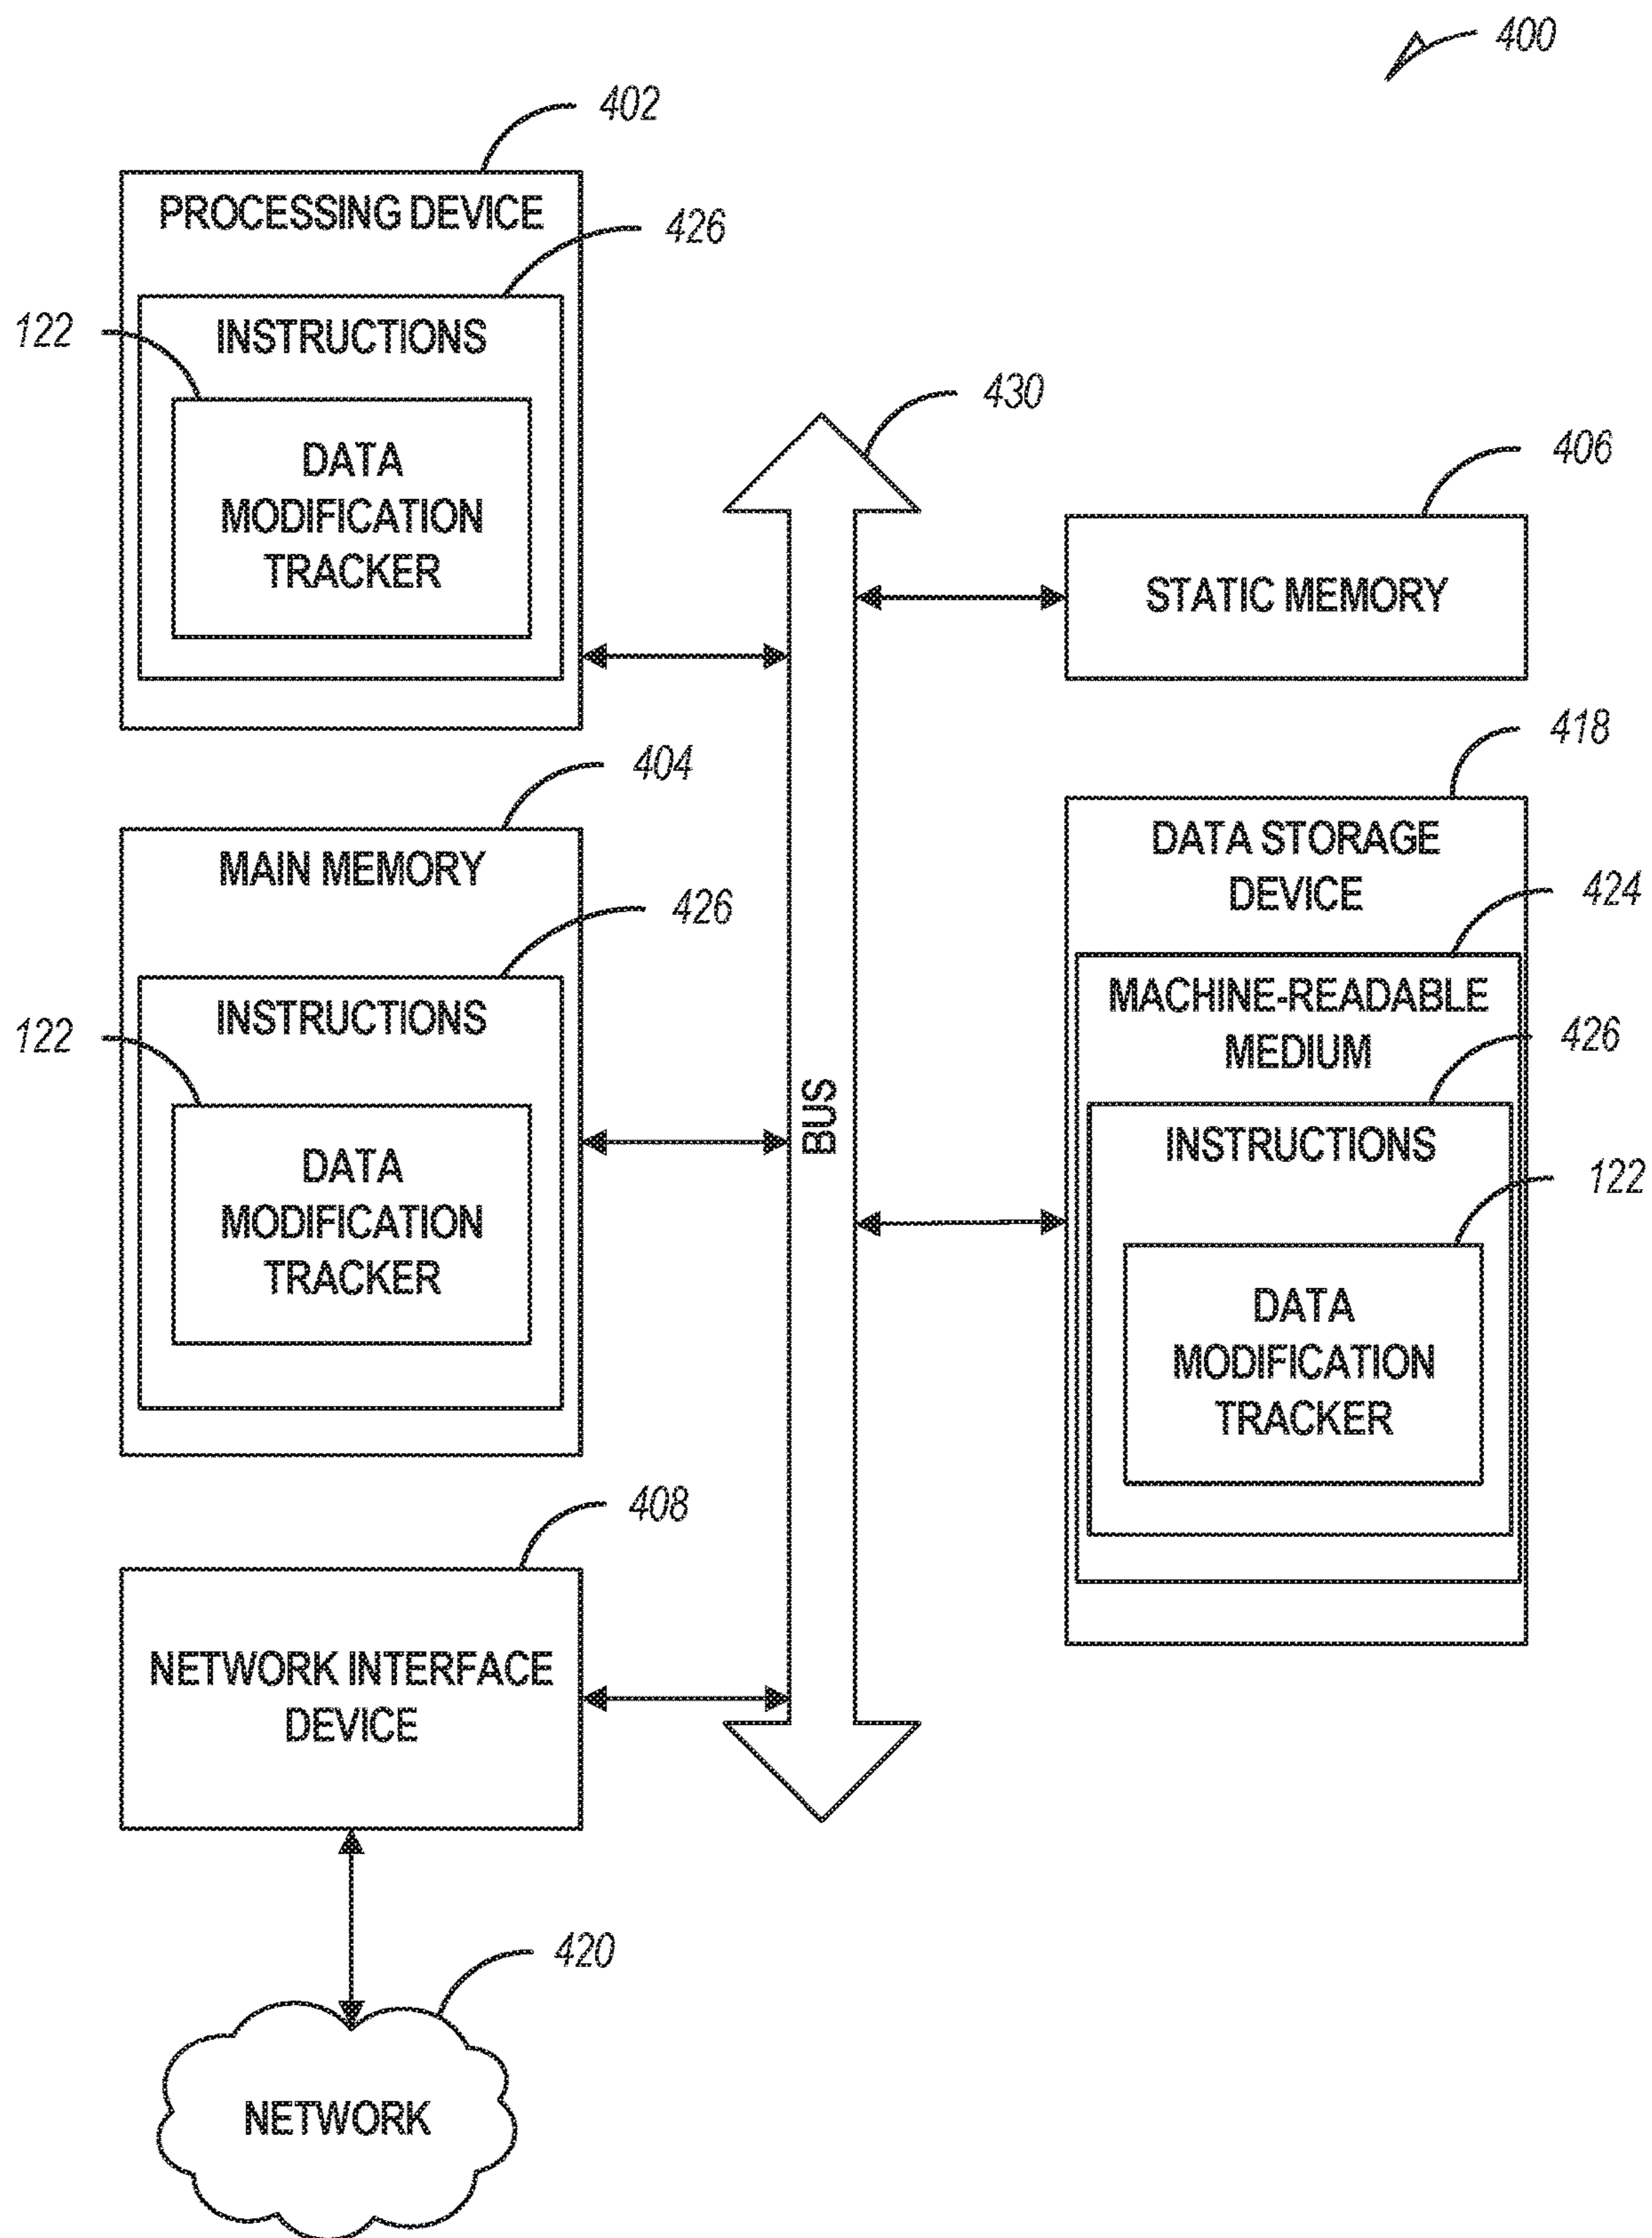 400
402
PROCESSING DEVICE
426
122
INSTRUCTIONS
DATA
MODIFICATION
TRACKER
430
406
STATIC MEMORY
404
MAIN MEMORY
426
122
INSTRUCTIONS
DATA
MODIFICATION
TRACKER
BUS
418
DATA STORAGE
DEVICE
424
MACHINE-READABLE
MEDIUM
426
INSTRUCTIONS
122
DATA
MODIFICATION
TRACKER
408
NETWORK INTERFACE
DEVICE
420
NETWORK